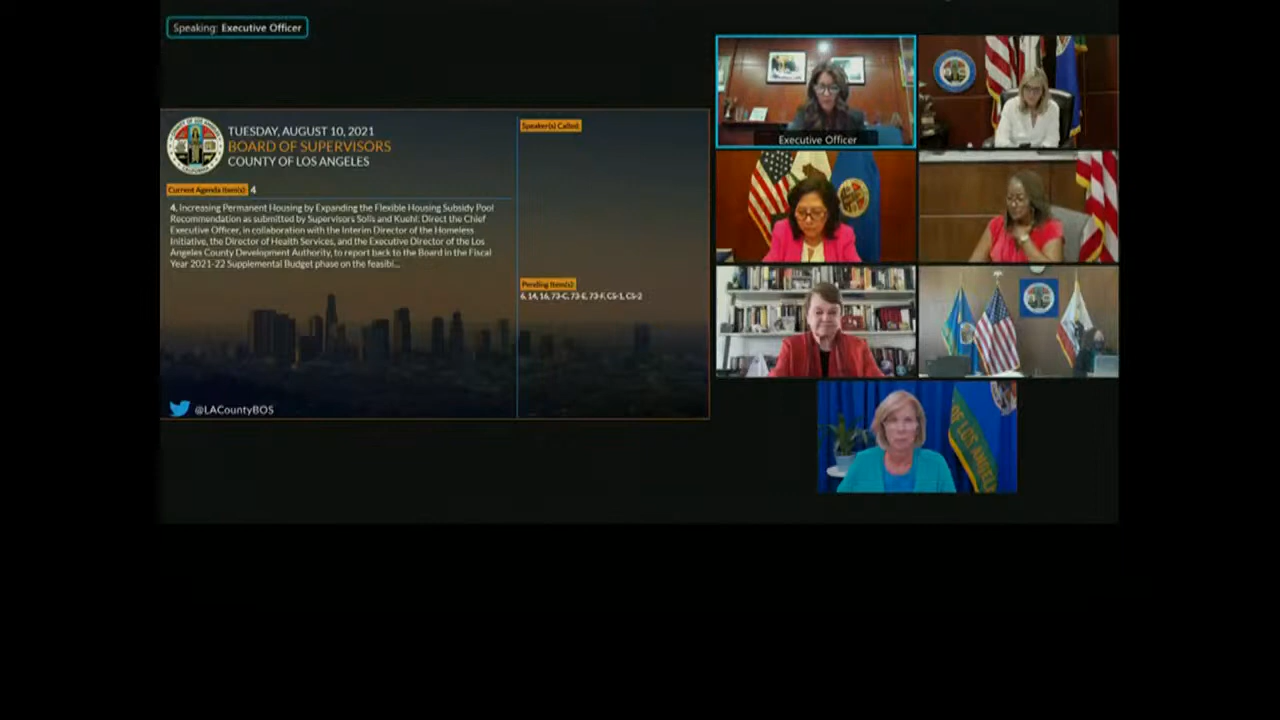 Speaking: Executive Officer
TUESDAY, AUGUST 10, 2021
BOARD OF SUPERVISORS
COUNTY OF LOS ANGELES
Current Agenda Item(s): 4
4. Increasing Permanent Housing by Expanding the Flexible Housing Subsidy Pool
Recommendation as submitted by Supervisors Solis and Kuehl: Direct the Chief
Executive Officer, in collaboration with the Interim Director of the Homeless
Initiative, the Director of Health Services, and the Executive Director of the Los
Angeles County Development Authority, to report back to the Board in the Fiscal
Year 2021-22 Supplemental Budget phase on the feasibi...
@LACountyBOS
Speaker(s) Called:
Pending Item(s):
6, 14, 16, 73-C, 73-E, 73-F, CS-1, CS-2
Executive Officer
OF LOS ANGELE